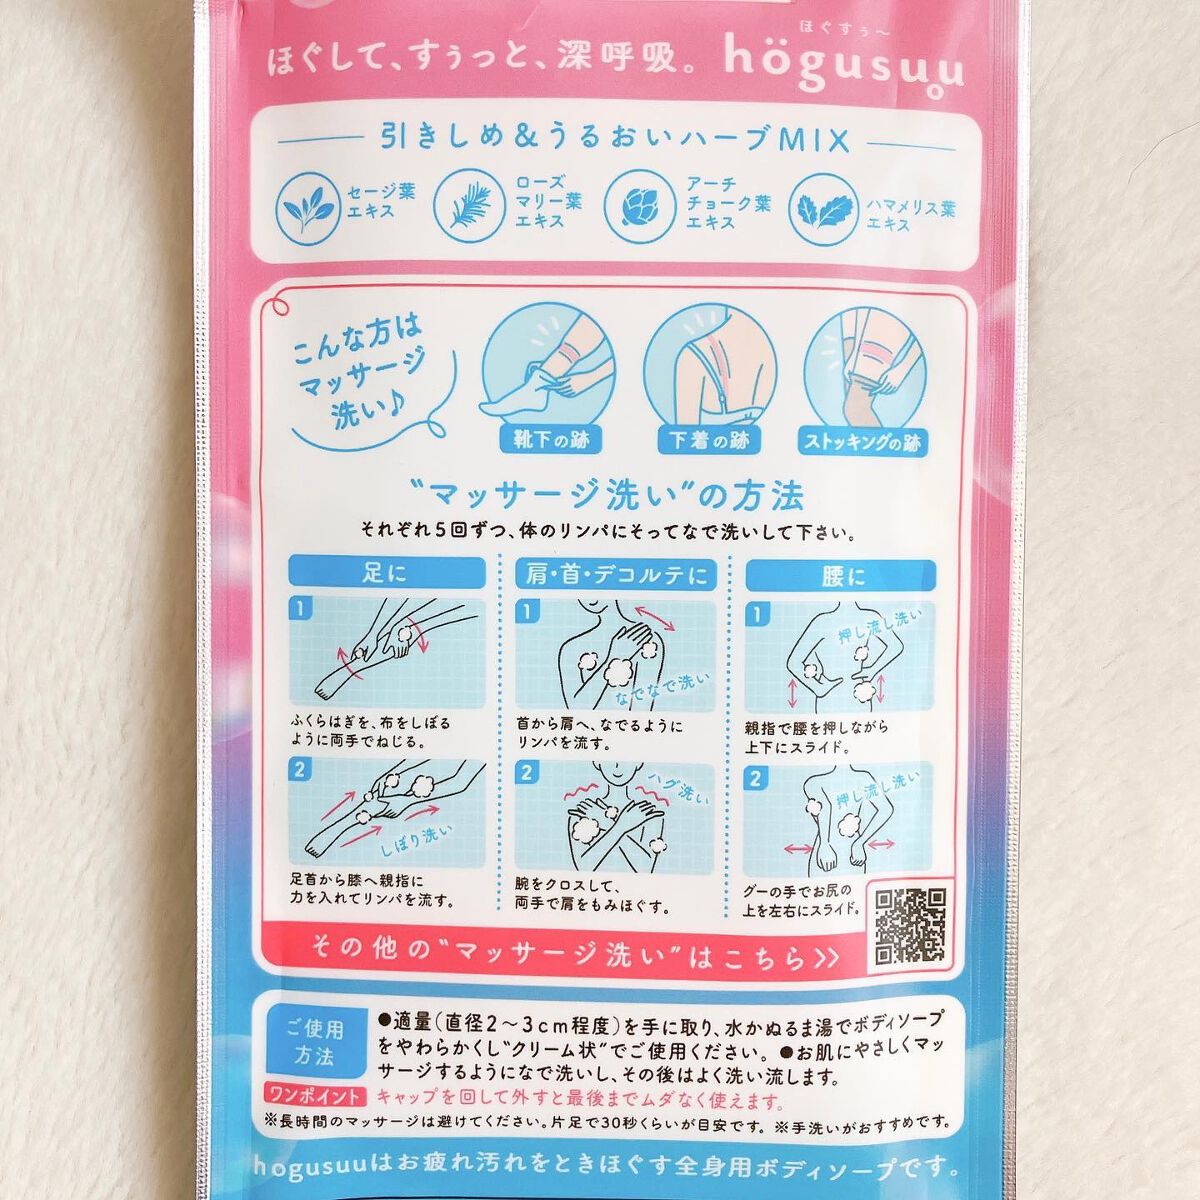 ほぐすぅ～
ほぐして、すぅっと、深呼吸。 högusuu
引きしめ&うるおいハーブMIX
セージ葉
エキス
ローズ
マリー葉
エキス
アーチ
チョーク葉
エキス
ハマメリス葉
エキス
こんな方は
マッサージ
洗い♪
靴下の跡
下着の跡
ストッキングの跡
"マッサージ洗い"の方法
それぞれ5回ずつ、体のリンパにそってなで洗いして下さい。
足に
1
ふくらはぎを、布をしぼる
ように両手でねじる。
2
しぼり洗い
足首から膝へ親指に
力を入れてリンパを流す。
肩・首・デコルテに
1
なでなで洗い
首から肩へ、なでるように
リンパを流す。
2
ハグ洗い
腕をクロスして、
両手で肩をもみほぐす。
腰に
1
押し流し洗い
親指で腰を押しながら
上下にスライド。
2
押し流し洗い
グーの手でお尻の
上を左右にスライド。
その他の"マッサージ洗い"はこちら>>
ご使用
方法
●適量(直径2～3cm程度)を手に取り、水かぬるま湯でボディソープ
をやわらかくし"クリーム状"でご使用ください。●お肌にやさしくマッ
サージするようになで洗いし、その後はよく洗い流します。
ワンポイント キャップを回して外すと最後までムダなく使えます。
※長時間のマッサージは避けてください。片足で30秒くらいが目安です。※手洗いがおすすめです。
hogusuuはお疲れ汚れをときほぐす全身用ボディソープです。